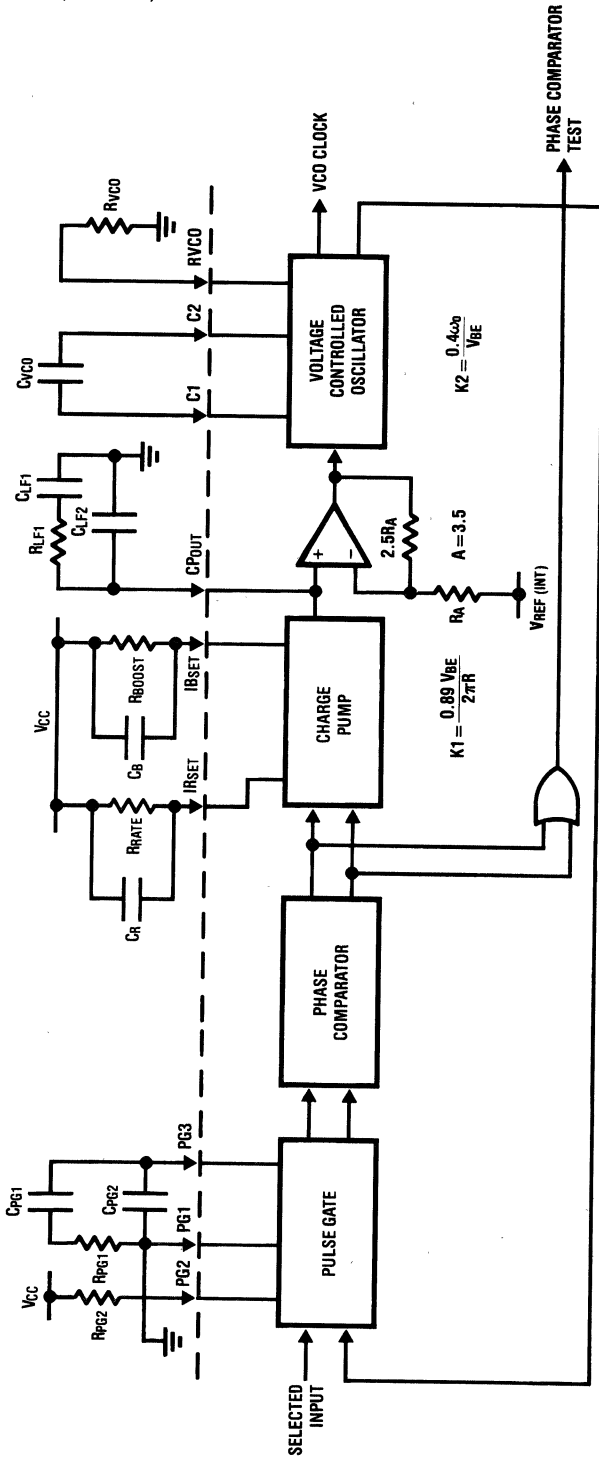 VCC
RPG2
RPG1
CPG1
CPG2
PG2
PG1
PG3
SELECTED
INPUT
PULSE GATE
PHASE
COMPARATOR
VCC
CR
RRATE
CB
RBOOST
IRSET
IBSET
CHARGE
PUMP
K1 = 0.89 VBE / 2πR
RLF1
CLF1
CLF2
CPOUT
+
−
2.5RA
RA
A = 3.5
VREF (INT)
CVCO
C1
C2
RVCO
RVCO
VOLTAGE
CONTROLLED
OSCILLATOR
VCO CLOCK
K2 = 0.4ω0 / VBE
PHASE COMPARATOR
TEST